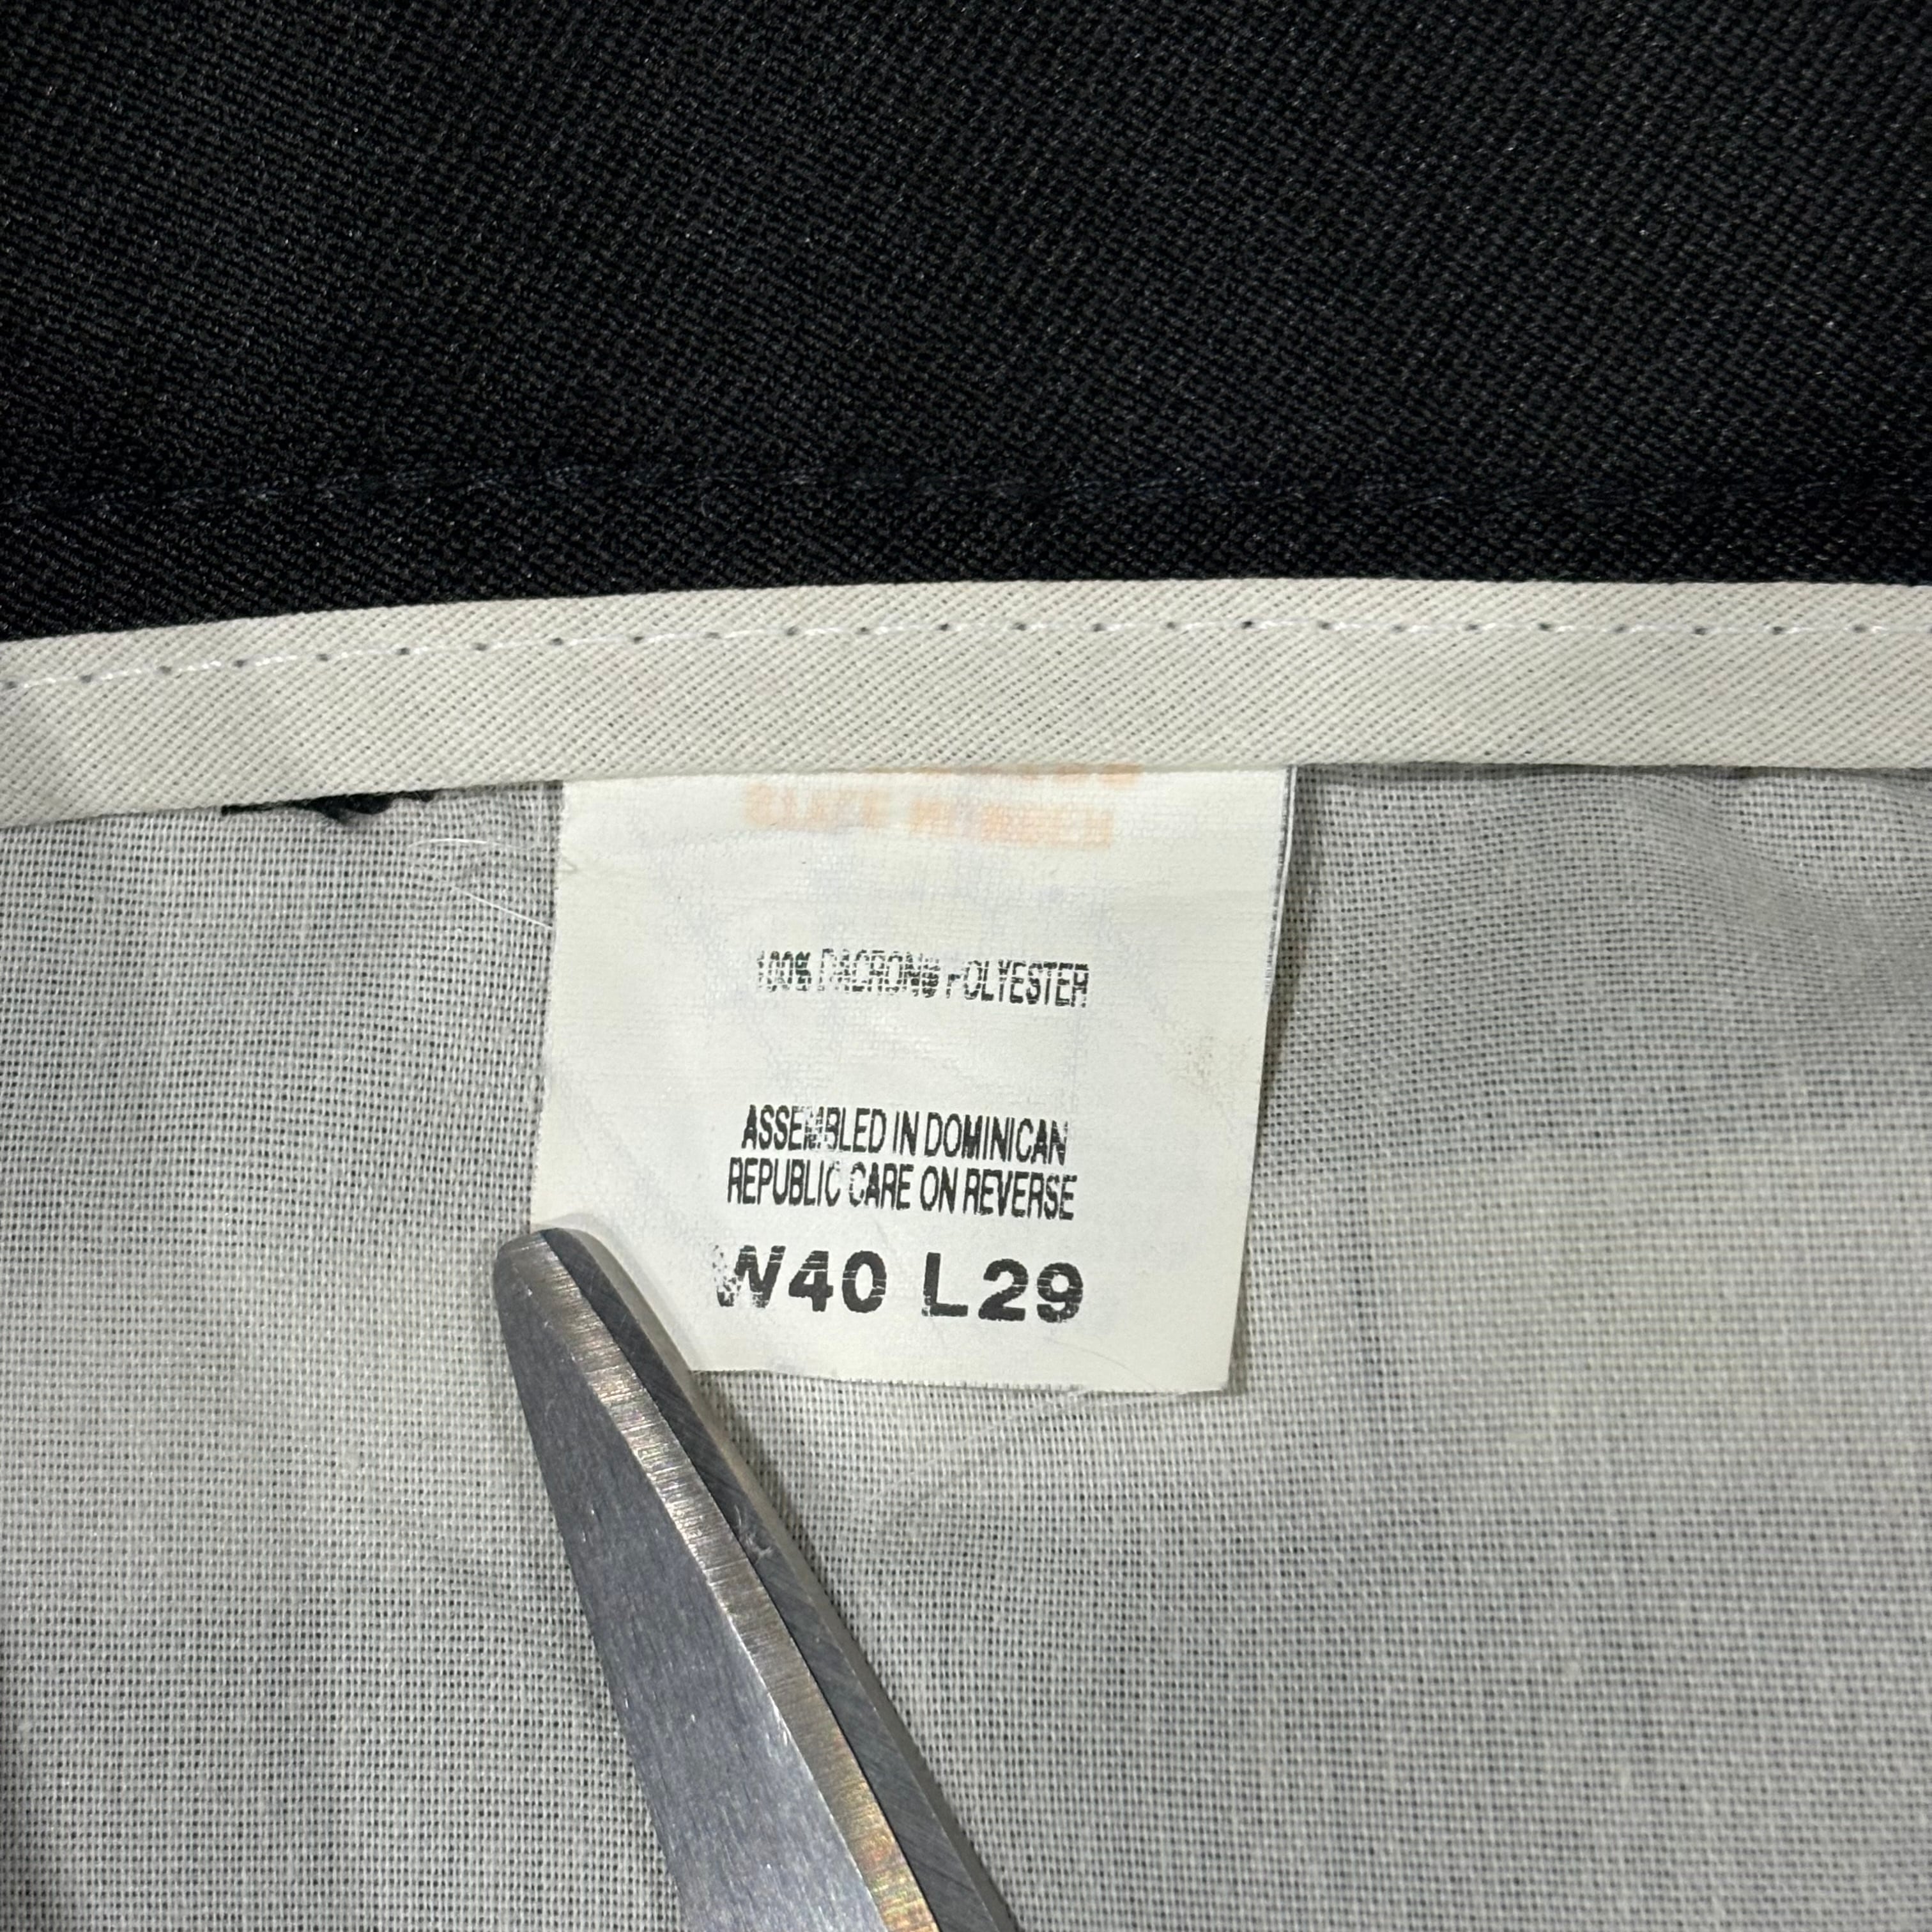 100% DACRON® POLYESTER
ASSEMBLED IN DOMINICAN
REPUBLIC CARE ON REVERSE
W40 L29